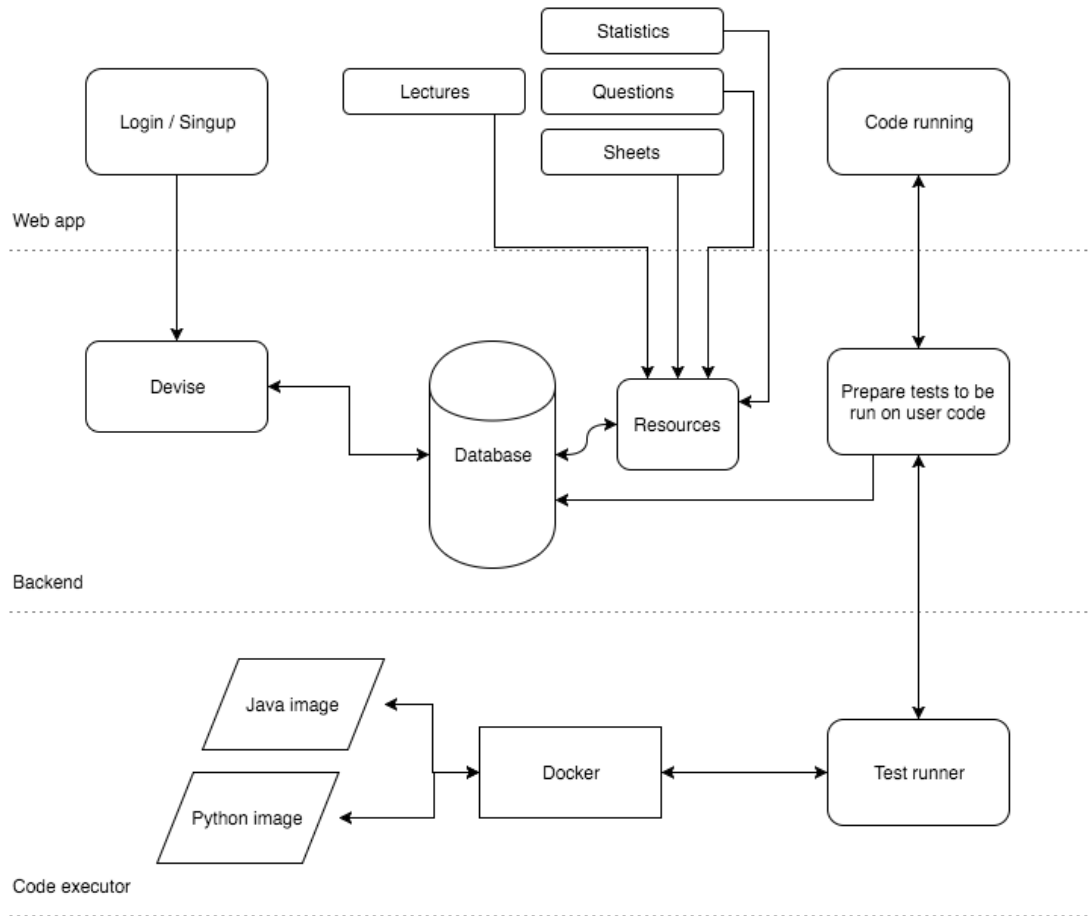 Statistics
Lectures
Questions
Login / Singup
Code running
Sheets
Web app
Devise
Prepare tests to be
run on user code
Resources
Database
Backend
Java image
Docker
Test runner
Python image
Code executor